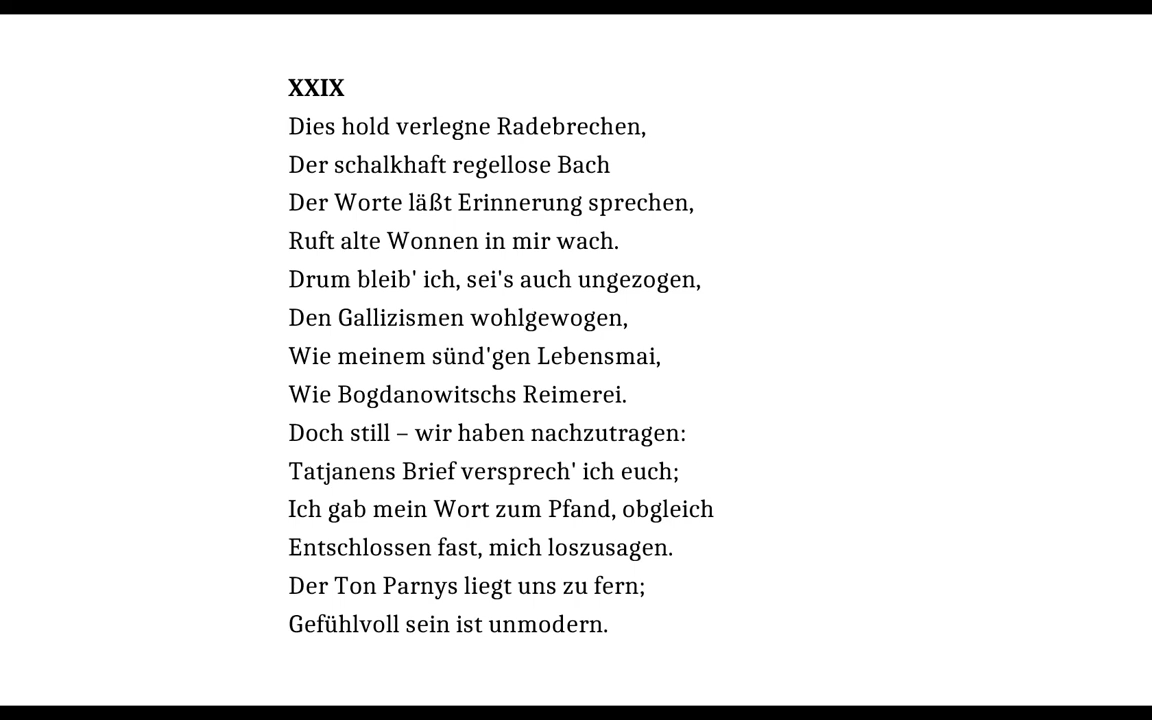 XXIX
Dies hold verlegne Radebrechen,
Der schalkhaft regellose Bach
Der Worte läßt Erinnerung sprechen,
Ruft alte Wonnen in mir wach.
Drum bleib' ich, sei's auch ungezogen,
Den Gallizismen wohlgewogen,
Wie meinem sünd'gen Lebensmai,
Wie Bogdanowitschs Reimerei.
Doch still – wir haben nachzutragen:
Tatjanens Brief versprech' ich euch;
Ich gab mein Wort zum Pfand, obgleich
Entschlossen fast, mich loszusagen.
Der Ton Parnys liegt uns zu fern;
Gefühlvoll sein ist unmodern.